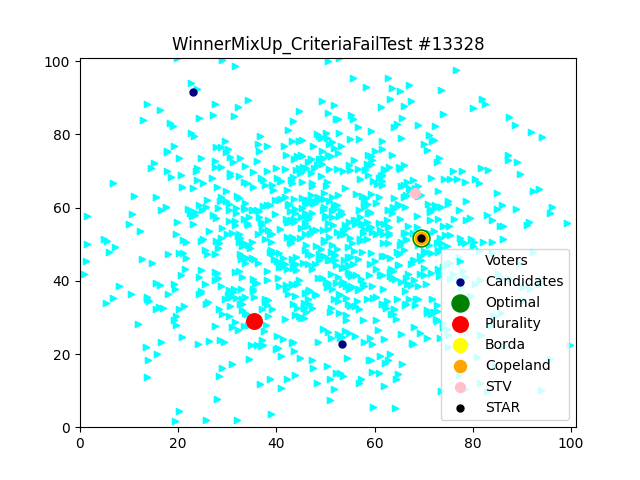 WinnerMixUp_CriteriaFailTest #13328
100
80
60
40
20
0
0 20 40 60 80 100
Voters
Candidates
Optimal
Plurality
Borda
Copeland
STV
STAR